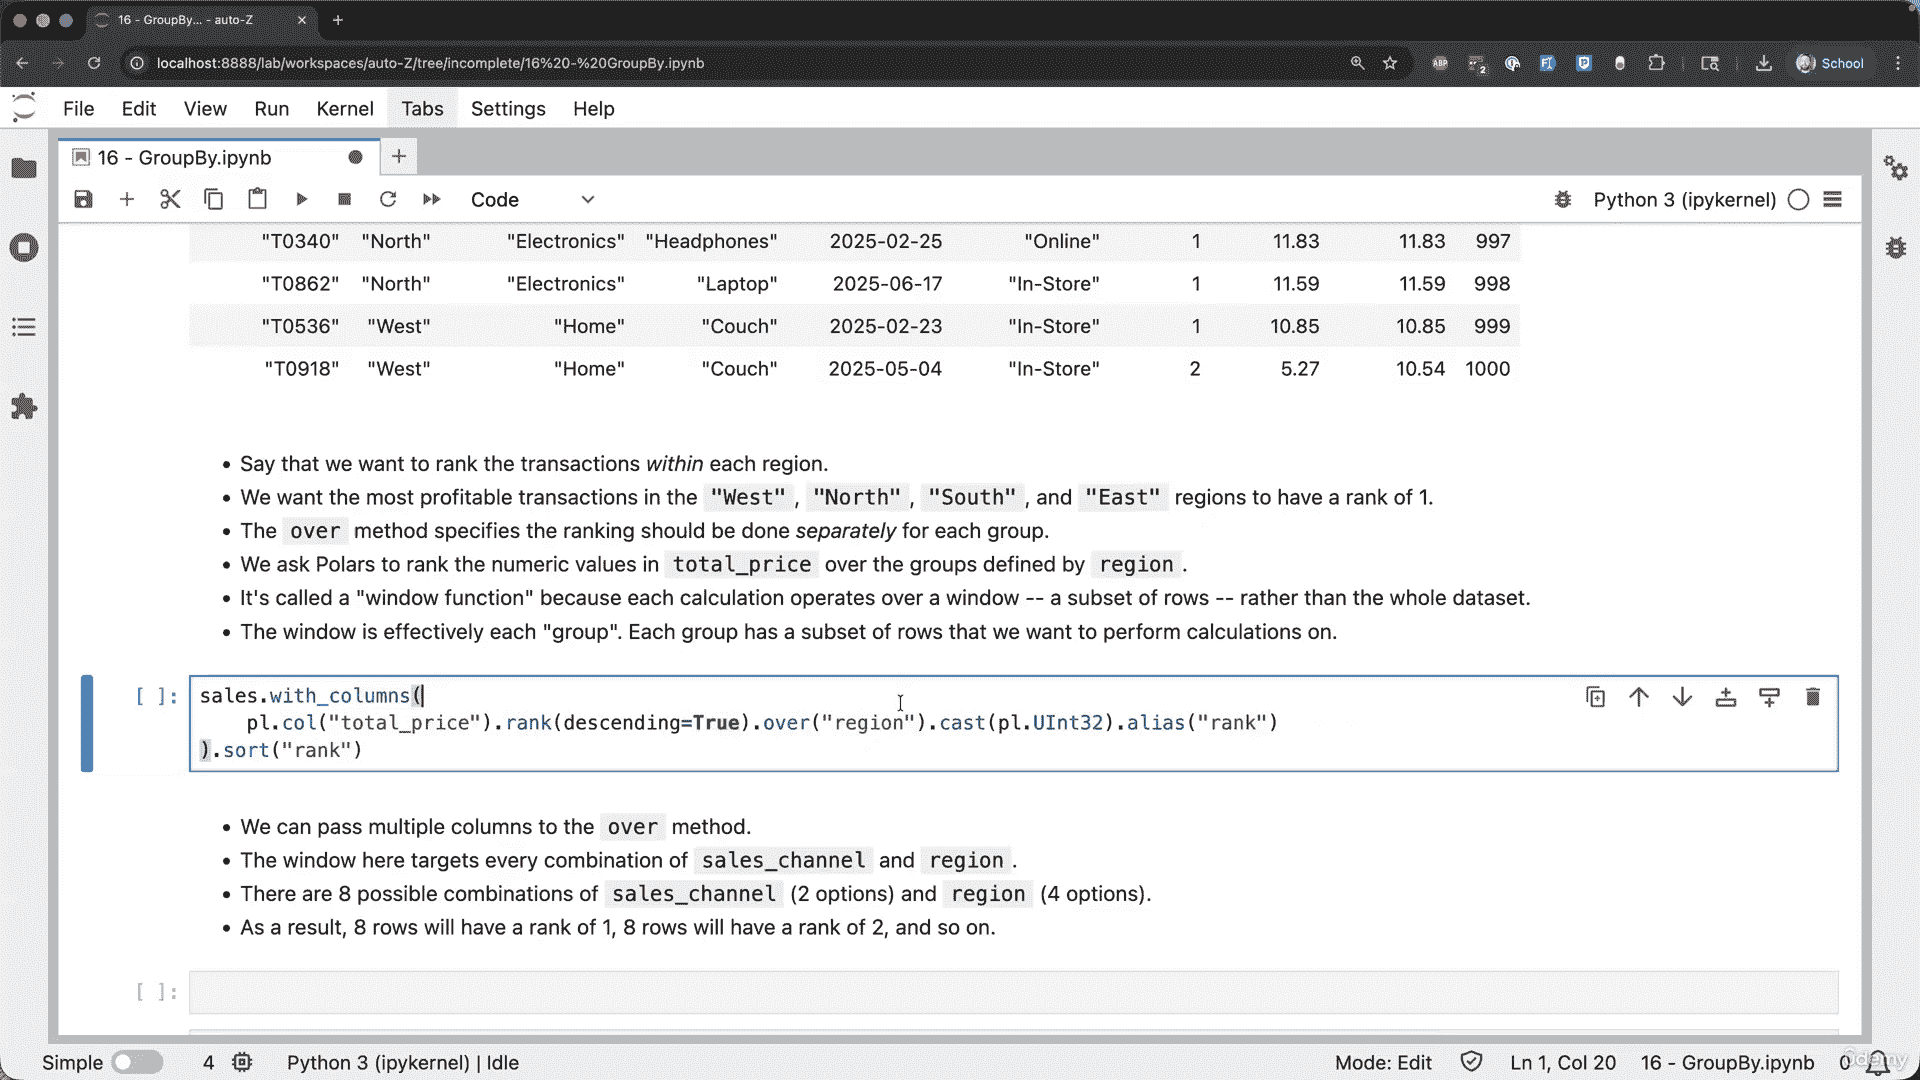 16 - GroupBy... - auto-Z
localhost:8888/lab/workspaces/auto-Z/tree/incomplete/16%20-%20GroupBy.ipynb
ABP
2
School
File Edit View Run Kernel Tabs Settings Help
16 - GroupBy.ipynb
Code
Python 3 (ipykernel)
"T0340" "North" "Electronics" "Headphones" 2025-02-25 "Online" 1 11.83 11.83 997
"T0862" "North" "Electronics" "Laptop" 2025-06-17 "In-Store" 1 11.59 11.59 998
"T0536" "West" "Home" "Couch" 2025-02-23 "In-Store" 1 10.85 10.85 999
"T0918" "West" "Home" "Couch" 2025-05-04 "In-Store" 2 5.27 10.54 1000
• Say that we want to rank the transactions within each region.
• We want the most profitable transactions in the "West", "North", "South", and "East" regions to have a rank of 1.
• The over method specifies the ranking should be done separately for each group.
• We ask Polars to rank the numeric values in total_price over the groups defined by region.
• It's called a "window function" because each calculation operates over a window -- a subset of rows -- rather than the whole dataset.
• The window is effectively each "group". Each group has a subset of rows that we want to perform calculations on.
[ ]: sales.with_columns(
pl.col("total_price").rank(descending=True).over("region").cast(pl.UInt32).alias("rank")
).sort("rank")
• We can pass multiple columns to the over method.
• The window here targets every combination of sales_channel and region.
• There are 8 possible combinations of sales_channel (2 options) and region (4 options).
• As a result, 8 rows will have a rank of 1, 8 rows will have a rank of 2, and so on.
[ ]:
Simple 4 Python 3 (ipykernel) | Idle Mode: Edit Ln 1, Col 20 16 - GroupBy.ipynb 0
udemy